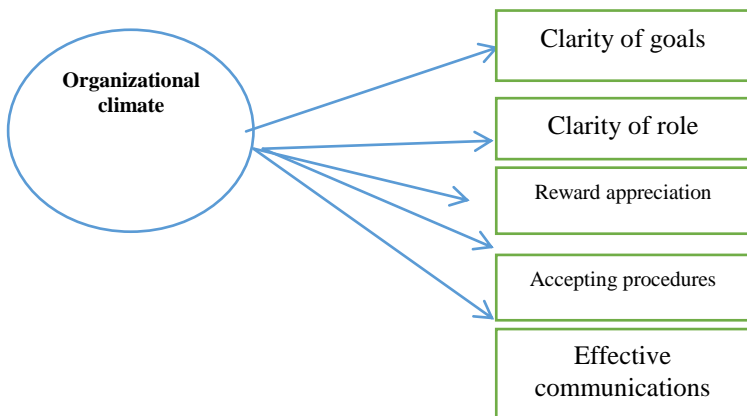 Organizational
climate
Clarity of goals
Clarity of role
Reward appreciation
Accepting procedures
Effective
communications